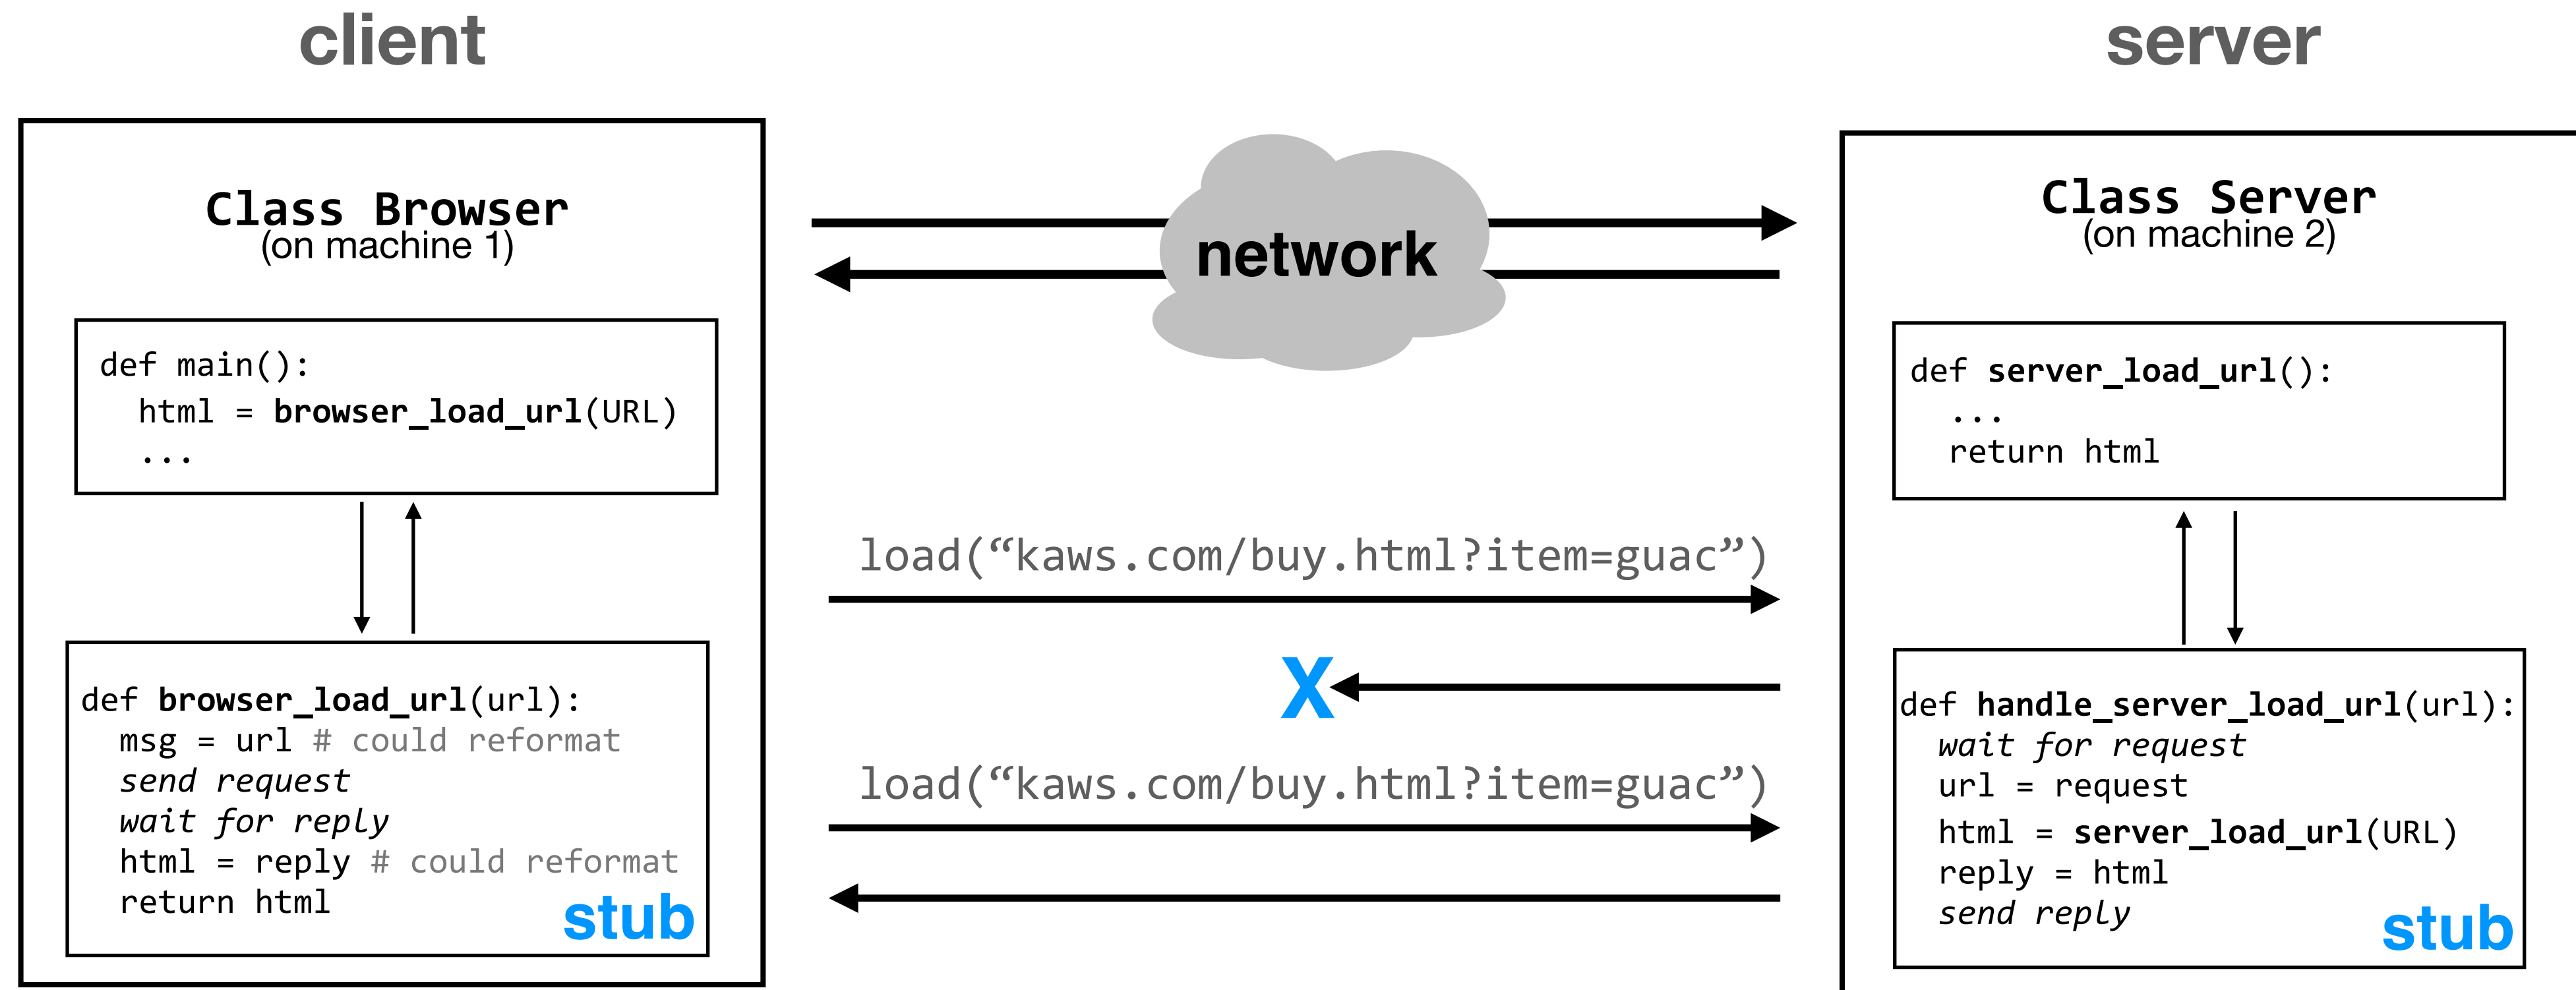 client
Class Browser
(on machine 1)
def main():
html = browser_load_url(URL)
...
def browser_load_url(url):
msg = url # could reformat
send request
wait for reply
html = reply # could reformat
return html
stub
network
load(“kaws.com/buy.html?item=guac”)
X
load(“kaws.com/buy.html?item=guac”)
server
Class Server
(on machine 2)
def server_load_url():
...
return html
def handle_server_load_url(url):
wait for request
url = request
html = server_load_url(URL)
reply = html
send reply
stub